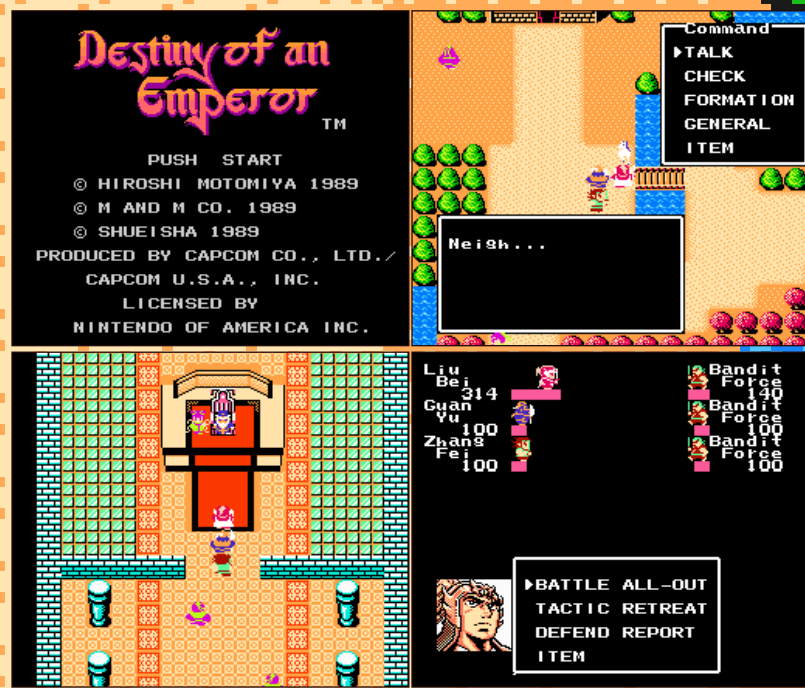 Destiny of an
Emperor
TM
PUSH START
© HIROSHI MOTOMIYA 1989
© M AND M CO. 1989
© SHUEISHA 1989
PRODUCED BY CAPCOM CO., LTD./
CAPCOM U.S.A., INC.
LICENSED BY
NINTENDO OF AMERICA INC.
Command
TALK
CHECK
FORMATION
GENERAL
ITEM
Neigh...
Liu
Bei
314
Guan
Yu
100
Zhang
Fei
100
Bandit
Force
140
Bandit
Force
100
Bandit
Force
100
BATTLE ALL-OUT
TACTIC RETREAT
DEFEND REPORT
ITEM